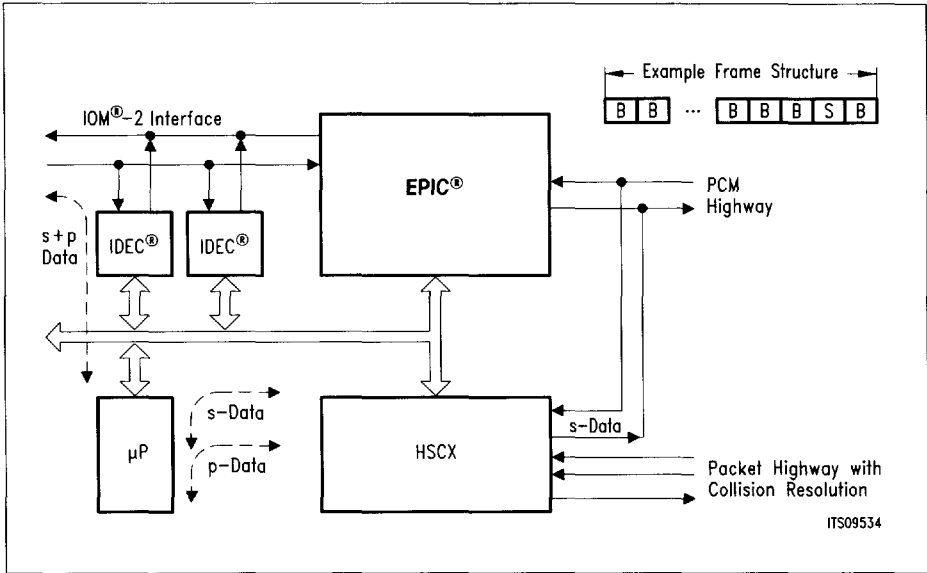 Example Frame Structure
B B ... B B B S B
IOM®-2 Interface
EPIC®
PCM
Highway
s+p
Data
IDEC®
IDEC®
s-Data
p-Data
μP
HSCX
s-Data
Packet Highway with
Collision Resolution
ITS09534